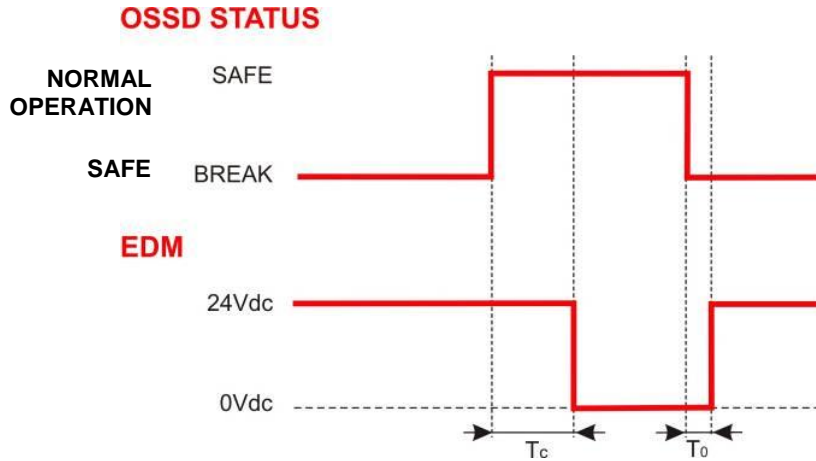 OSSD STATUS
NORMAL OPERATION
SAFE
SAFE
BREAK
EDM
24Vdc
0Vdc
Tc
T0